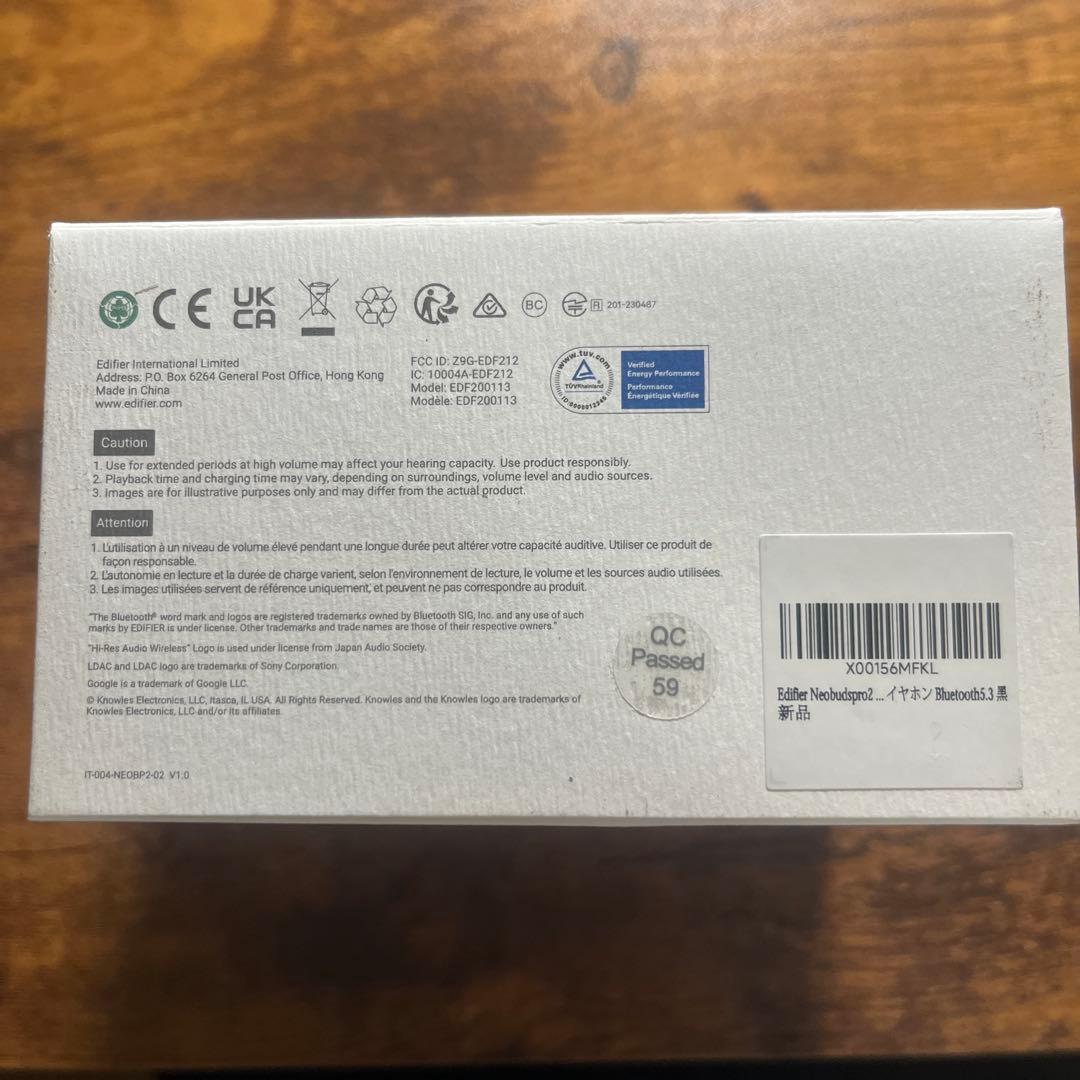 CE
UK
CA
BC
R 201-230467
Edifier International Limited
Address: P.O. Box 6264 General Post Office, Hong Kong
Made in China
www.edifier.com
FCC ID: Z9G-EDF212
IC: 10004A-EDF212
Model: EDF200113
Modèle: EDF200113
www.tuv.com
TÜVRheinland®
ID:0000012345
Verified
Energy Performance
Performance
Énergétique Vérifiée
Caution
1. Use for extended periods at high volume may affect your hearing capacity. Use product responsibly.
2. Playback time and charging time may vary, depending on surroundings, volume level and audio sources.
3. Images are for illustrative purposes only and may differ from the actual product.
Attention
1. L'utilisation à un niveau de volume élevé pendant une longue durée peut altérer votre capacité auditive. Utiliser ce produit de
façon responsable.
2. L'autonomie en lecture et la durée de charge varient, selon l'environnement de lecture, le volume et les sources audio utilisées.
3. Les images utilisées servent de référence uniquement, et peuvent ne pas correspondre au produit.
"The Bluetooth® word mark and logos are registered trademarks owned by Bluetooth SIG, Inc. and any use of such
marks by EDIFIER is under license. Other trademarks and trade names are those of their respective owners."
"Hi-Res Audio Wireless" Logo is used under license from Japan Audio Society.
LDAC and LDAC logo are trademarks of Sony Corporation.
Google is a trademark of Google LLC.
© Knowles Electronics, LLC, Itasca, IL USA. All Rights Reserved. Knowles and the Knowles logo are trademarks of
Knowles Electronics, LLC and/or its affiliates.
IT-004-NEOBP2-02 V1.0
QC
Passed
59
X00156MFKL
Edifier Neobudspro2 ... イヤホン Bluetooth5.3 黒
新品